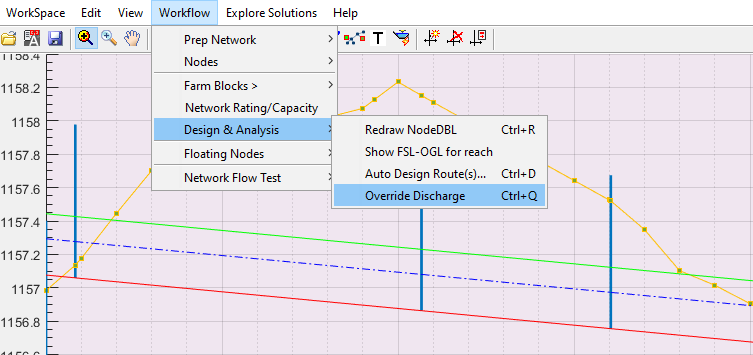 WorkSpace Edit View Workflow Explore Solutions Help
Prep Network >
Nodes >
Farm Blocks > >
Network Rating/Capacity
Design & Analysis >
Floating Nodes >
Network Flow Test >
Redraw NodeDBL Ctrl+R
Show FSL-OGL for reach
Auto Design Route(s)... Ctrl+D
Override Discharge Ctrl+Q
T
1158.4
1158.2
1158
1157.8
1157.6
1157.4
1157.2
1157
1156.8
1156.6